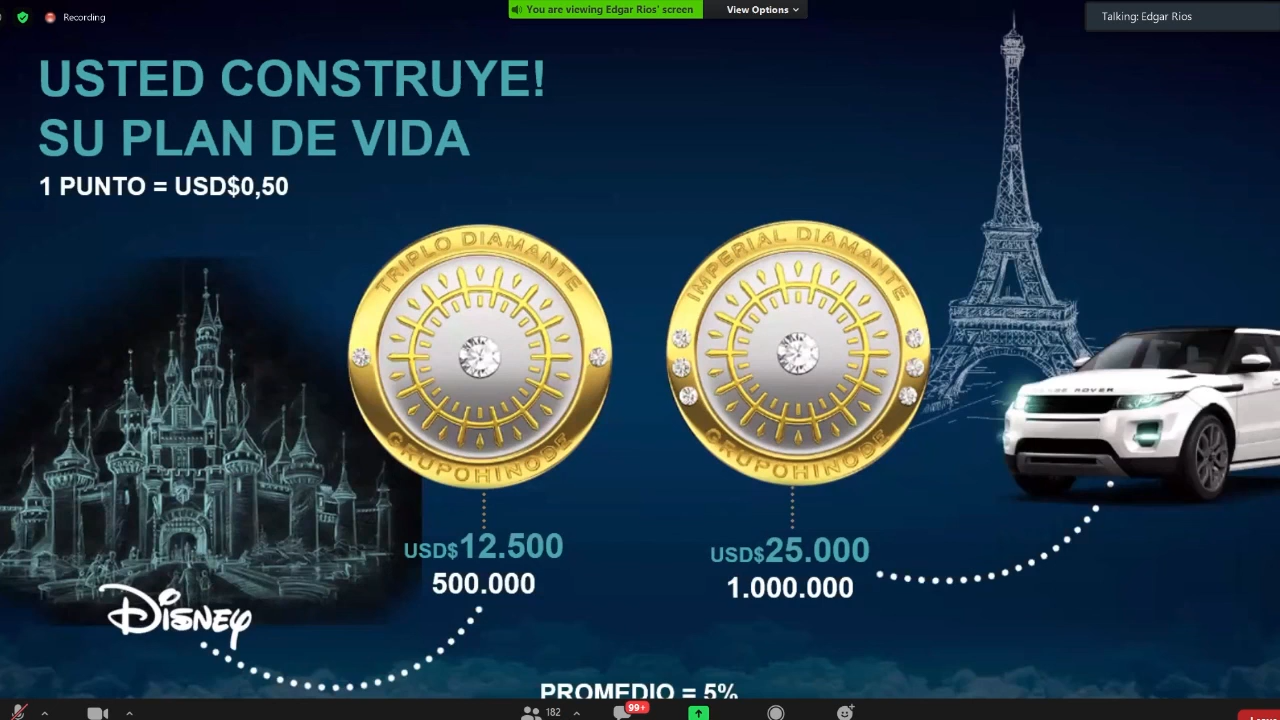 Recording
You are viewing Edgar Rios' screen
View Options
Talking: Edgar Rios
USTED CONSTRUYE!
SU PLAN DE VIDA
1 PUNTO = USD$0,50
TRIPLO DIAMANTE
GRUPOHINODE
IMPERIAL DIAMANTE
GRUPOHINODE
USD$12.500
500.000
USD$25.000
1.000.000
DISNEY
PROMEDIO = 5%
182
99+